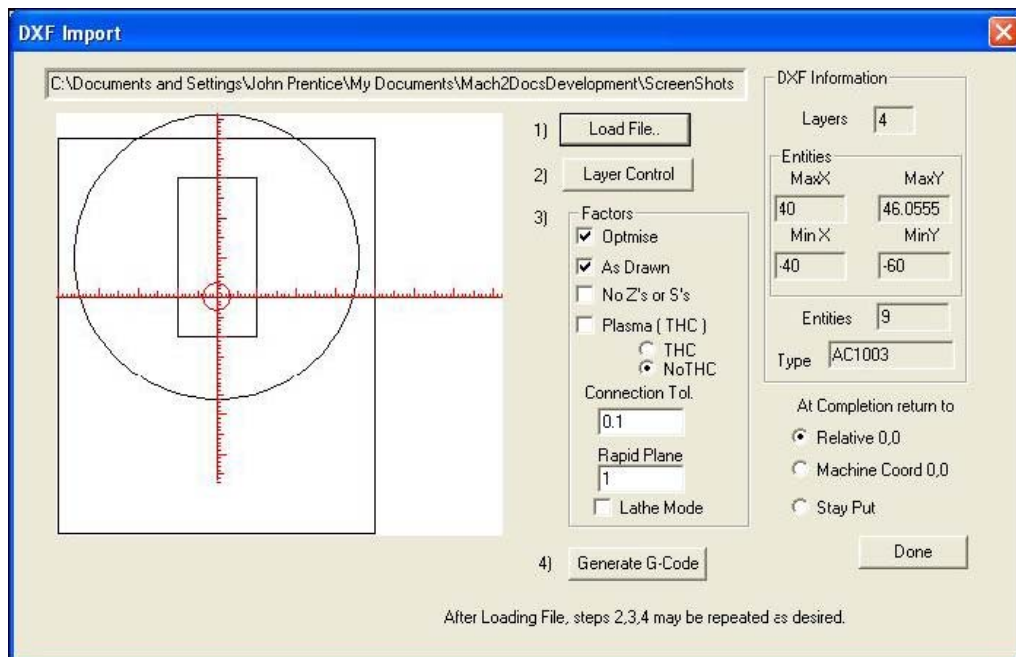 DXF Import
C:\Documents and Settings\John Prentice\My Documents\Mach2DocsDevelopment\ScreenShots
1) Load File..
2) Layer Control
3) Factors
Optmise
As Drawn
No Z's or S's
Plasma ( THC )
THC
NoTHC
Connection Tol.
0.1
Rapid Plane
1
Lathe Mode
4) Generate G-Code
DXF Information
Layers 4
Entities
MaxX MaxY
40 46.0555
Min X MinY
-40 -60
Entities 9
Type AC1003
At Completion return to
Relative 0,0
Machine Coord 0,0
Stay Put
Done
After Loading File, steps 2,3,4 may be repeated as desired.